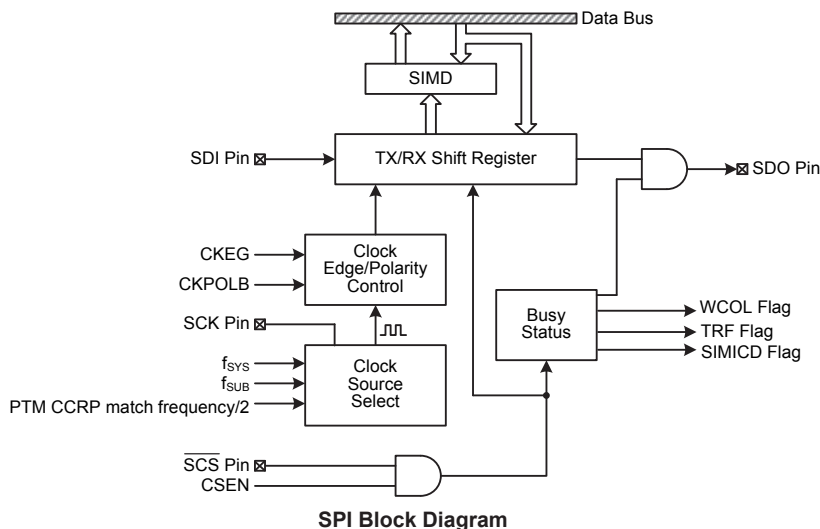 Data Bus
SIMD
SDI Pin
TX/RX Shift Register
SDO Pin
CKEG
CKPOLB
Clock
Edge/Polarity
Control
SCK Pin
Busy
Status
WCOL Flag
TRF Flag
SIMICD Flag
fSYS
fSUB
PTM CCRP match frequency/2
Clock
Source
Select
SCS Pin
CSEN
SPI Block Diagram